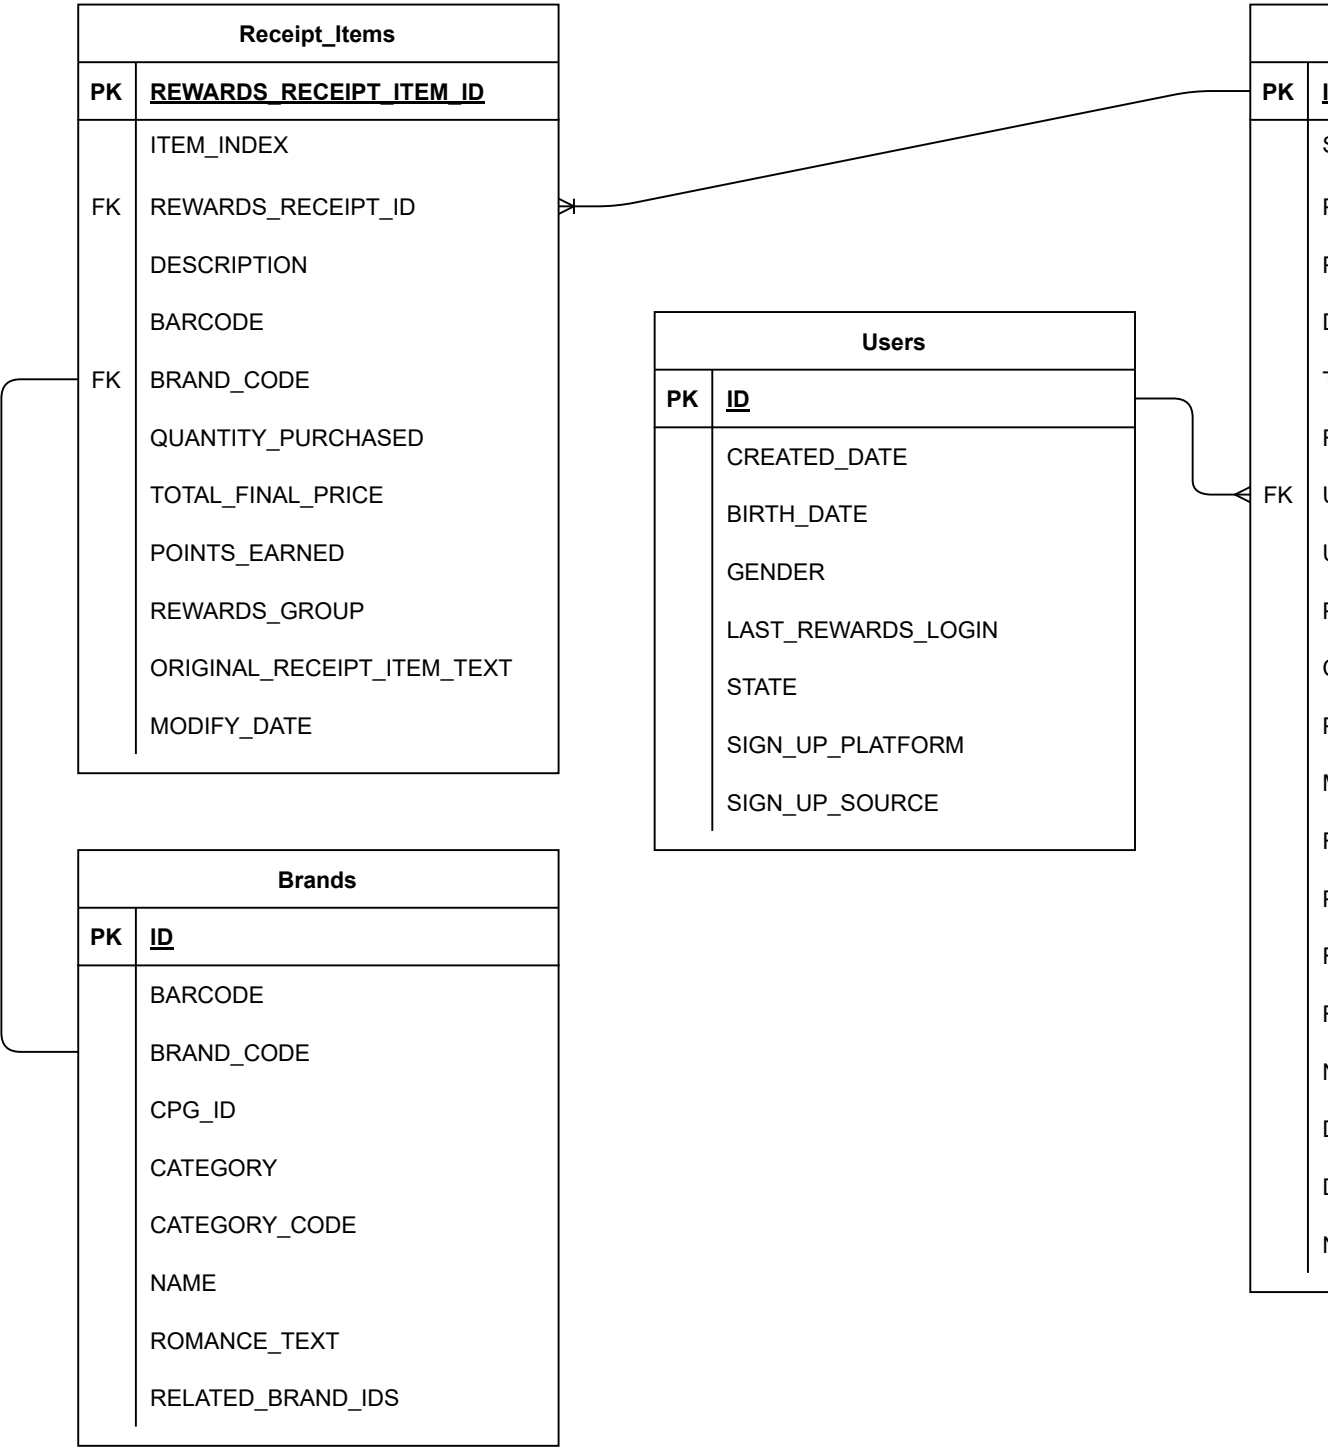 Receipt_Items
PK REWARDS_RECEIPT_ITEM_ID
ITEM_INDEX
FK REWARDS_RECEIPT_ID
DESCRIPTION
BARCODE
FK BRAND_CODE
QUANTITY_PURCHASED
TOTAL_FINAL_PRICE
POINTS_EARNED
REWARDS_GROUP
ORIGINAL_RECEIPT_ITEM_TEXT
MODIFY_DATE
Users
PK ID
CREATED_DATE
BIRTH_DATE
GENDER
LAST_REWARDS_LOGIN
STATE
SIGN_UP_PLATFORM
SIGN_UP_SOURCE
Brands
PK ID
BARCODE
BRAND_CODE
CPG_ID
CATEGORY
CATEGORY_CODE
NAME
ROMANCE_TEXT
RELATED_BRAND_IDS
PK
FK